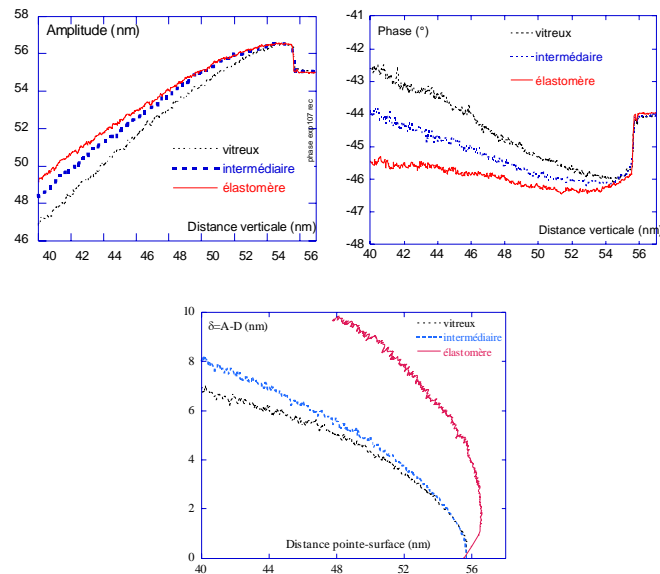 Amplitude (nm)
58
56
54
52
50
48
46
vitreux
intermédiaire
élastomère
phase exp107 rec
Distance verticale (nm)
40 42 44 46 48 50 52 54 56
Phase (°)
-41
-42
-43
-44
-45
-46
-47
-48
vitreux
intermédaire
élastomère
Distance verticale (nm)
40 42 44 46 48 50 52 54 56
δ=A-D (nm)
10
8
6
4
2
0
vitreux
intermédiaire
élastomère
Distance pointe-surface (nm)
40 44 48 52 56